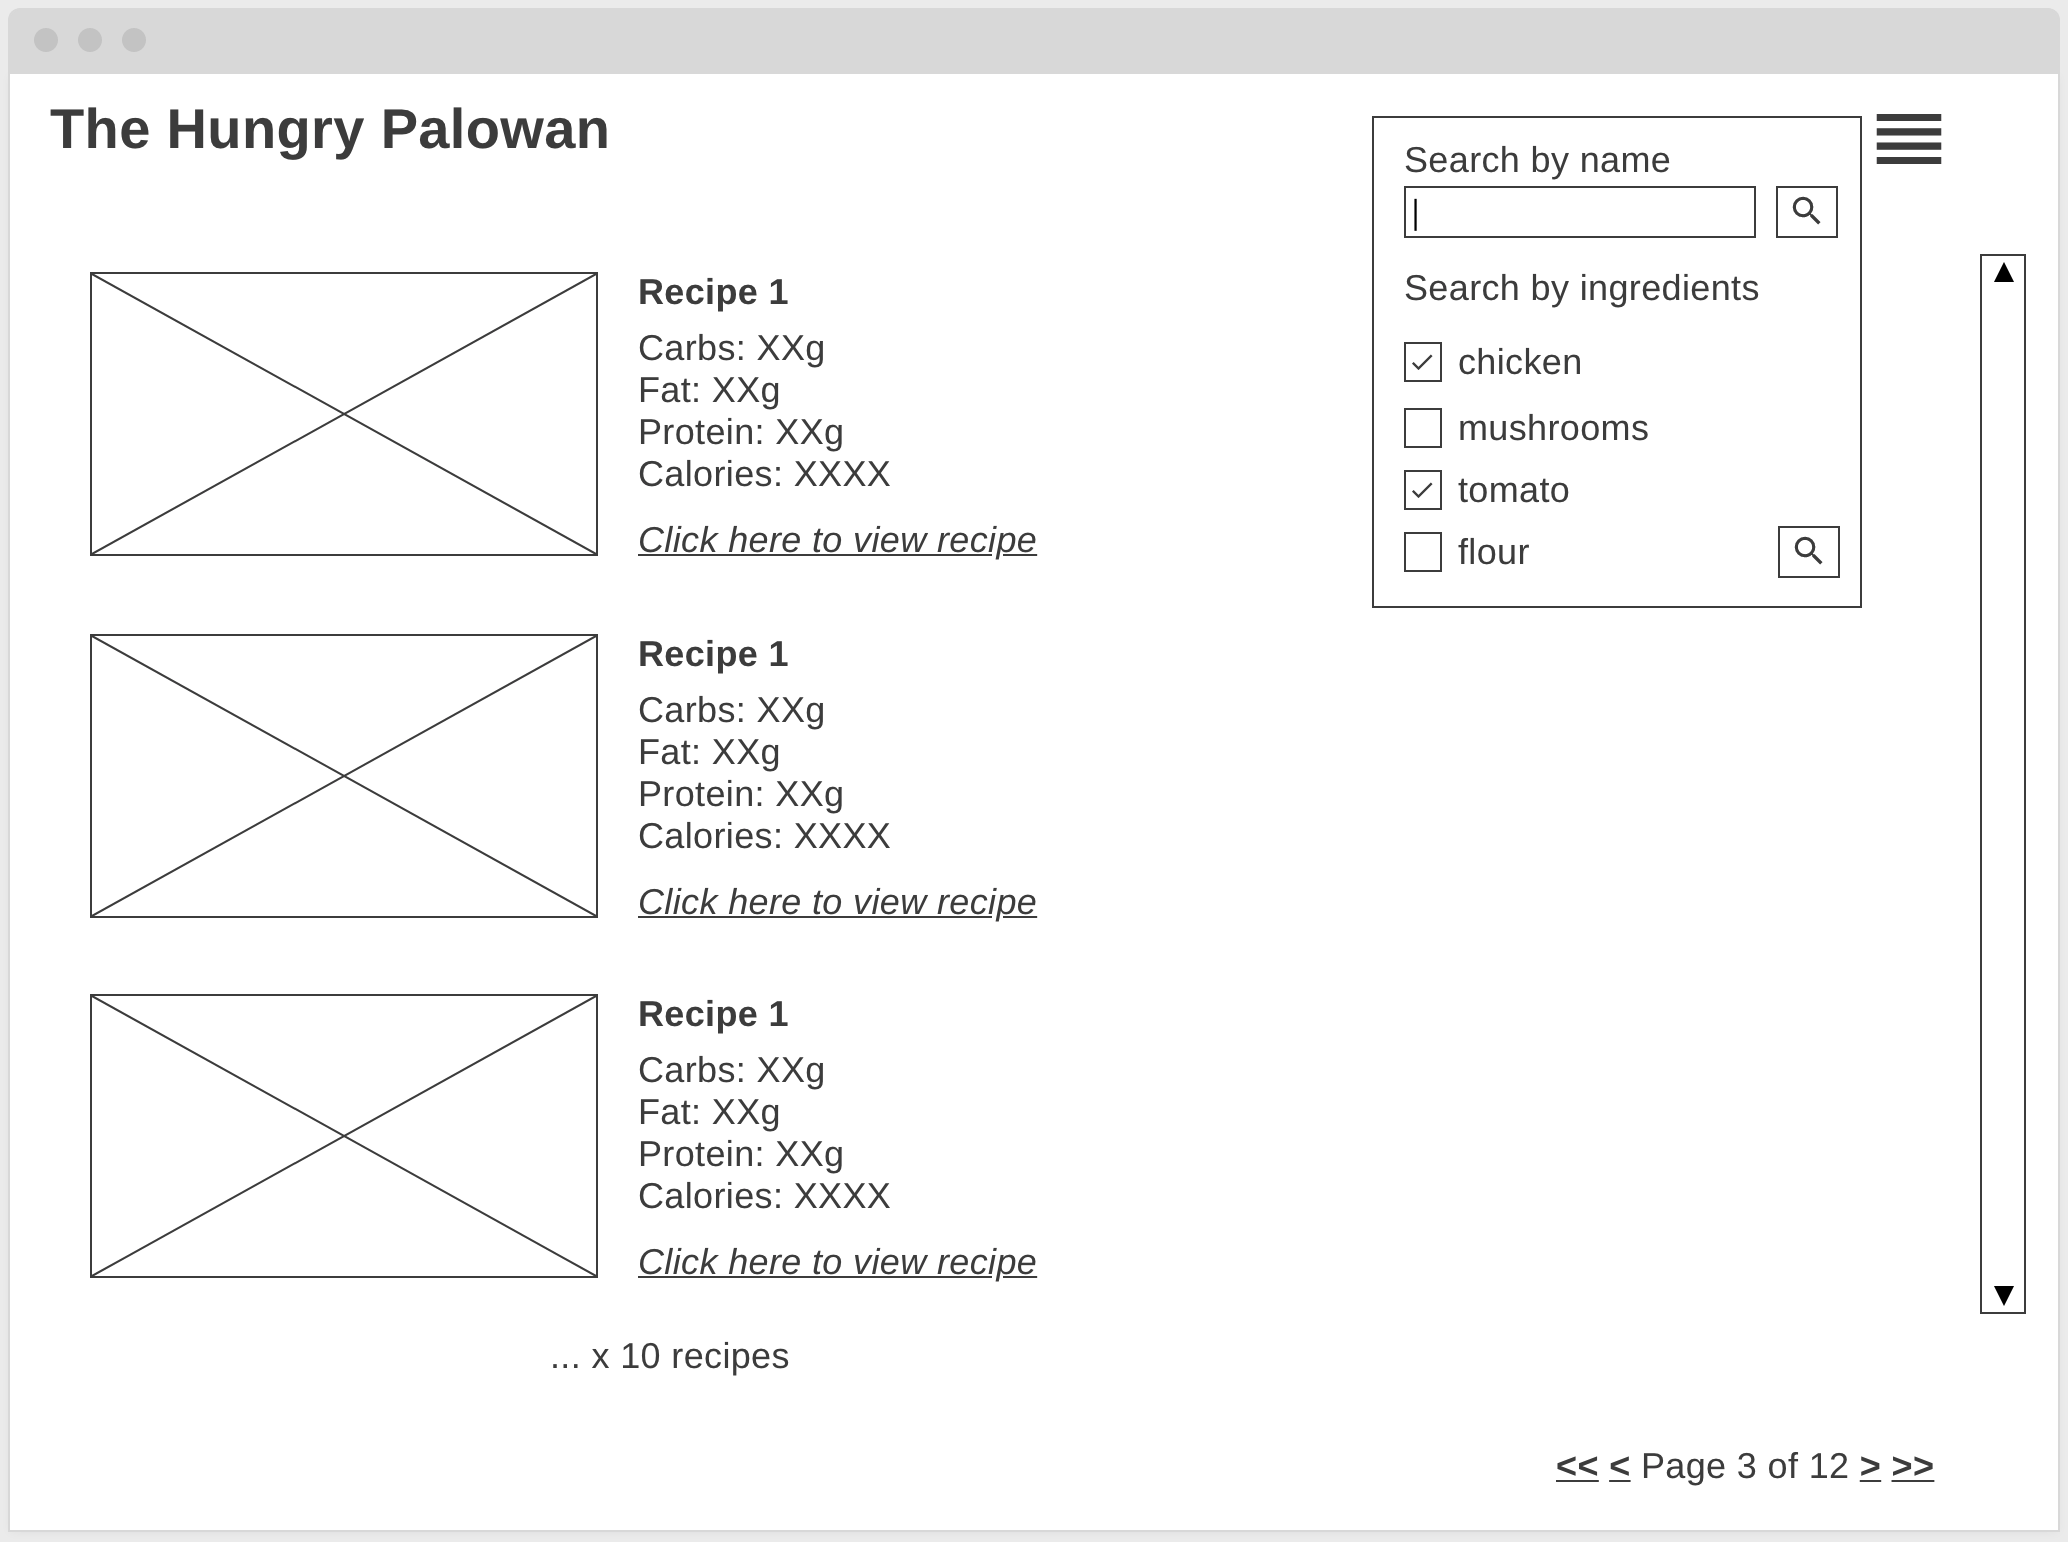 The Hungry Palowan
Search by name
Search by ingredients
chicken
mushrooms
tomato
flour
Recipe 1
Carbs: XXg
Fat: XXg
Protein: XXg
Calories: XXXX
Click here to view recipe
Recipe 1
Carbs: XXg
Fat: XXg
Protein: XXg
Calories: XXXX
Click here to view recipe
Recipe 1
Carbs: XXg
Fat: XXg
Protein: XXg
Calories: XXXX
Click here to view recipe
... x 10 recipes
<< < Page 3 of 12 > >>